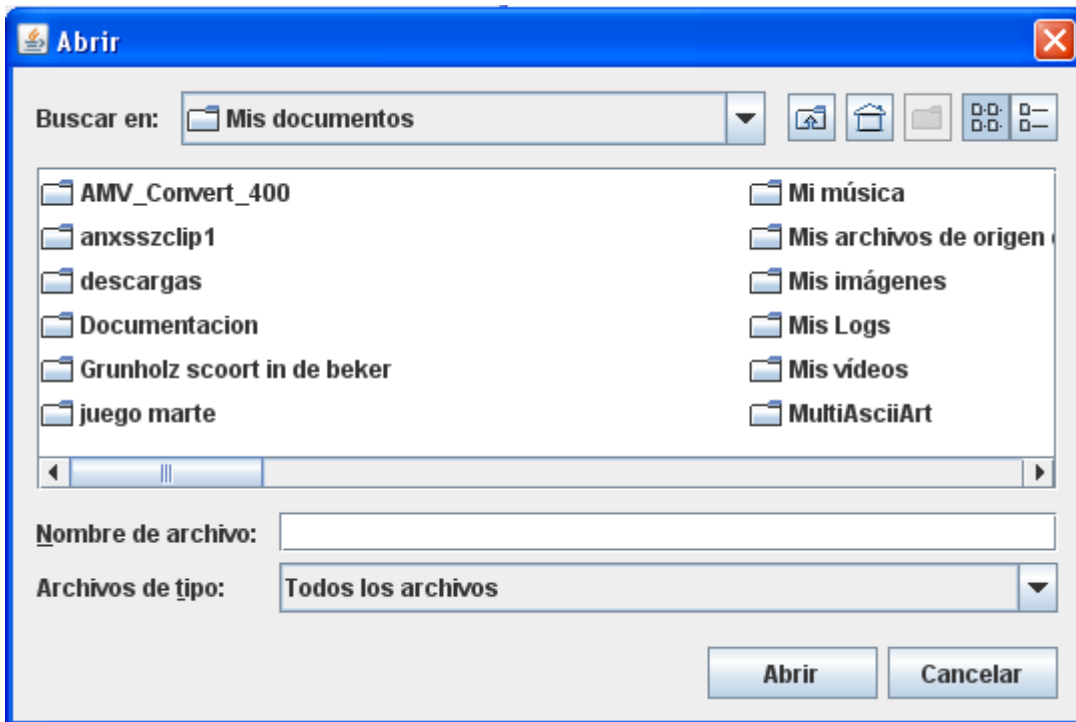 Abrir
Buscar en: Mis documentos
AMV_Convert_400
anxsszclip1
descargas
Documentacion
Grunholz scoort in de beker
juego marte
Mi música
Mis archivos de origen
Mis imágenes
Mis Logs
Mis vídeos
MultiAsciiArt
Nombre de archivo:
Archivos de tipo: Todos los archivos
Abrir Cancelar